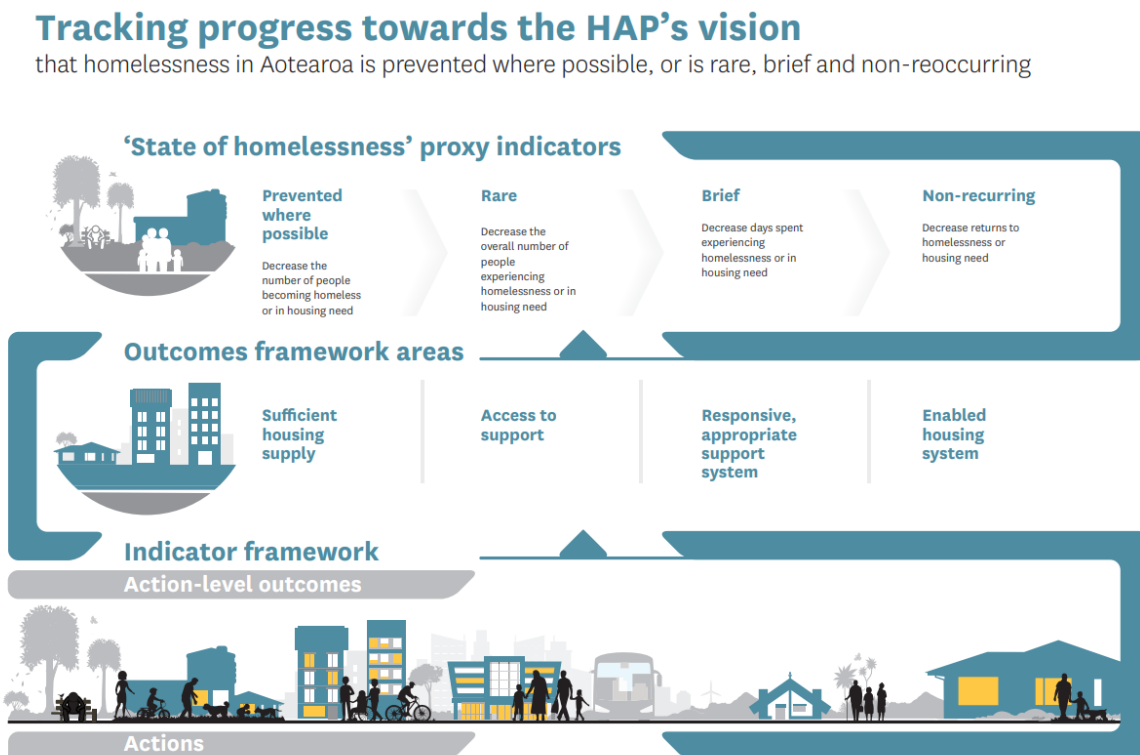 Tracking progress towards the HAP’s vision
that homelessness in Aotearoa is prevented where possible, or is rare, brief and non-reoccurring
‘State of homelessness’ proxy indicators
Prevented
where
possible
Decrease the
number of people
becoming homeless
or in housing need
Rare
Decrease the
overall number of
people
experiencing
homelessness or in
housing need
Brief
Decrease days spent
experiencing
homelessness or in
housing need
Non-recurring
Decrease returns to
homelessness or
housing need
Outcomes framework areas
Sufficient
housing
supply
Access to
support
Responsive,
appropriate
support
system
Enabled
housing
system
Indicator framework
Action-level outcomes
Actions